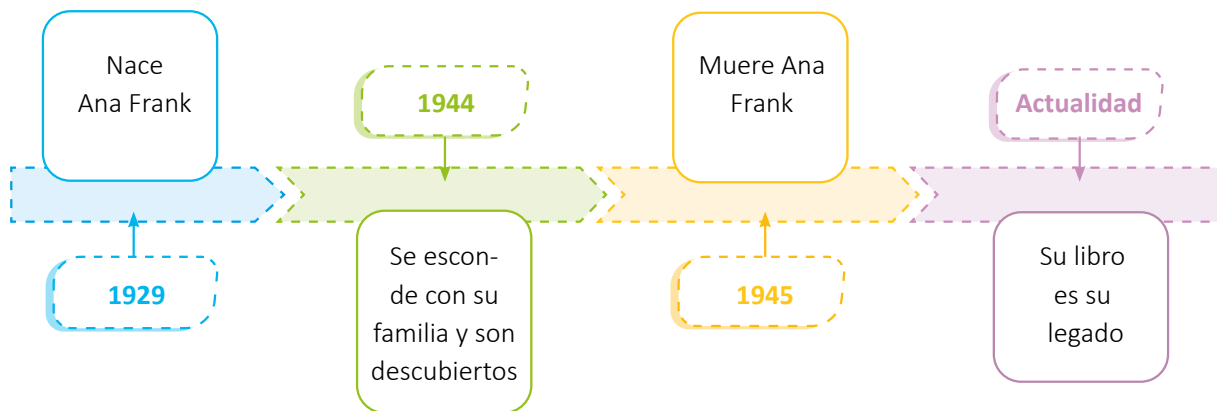 Nace
Ana Frank
1929
1944
Se escon-
de con su
familia y son
descubiertos
Muere Ana
Frank
1945
Actualidad
Su libro
es su
legado